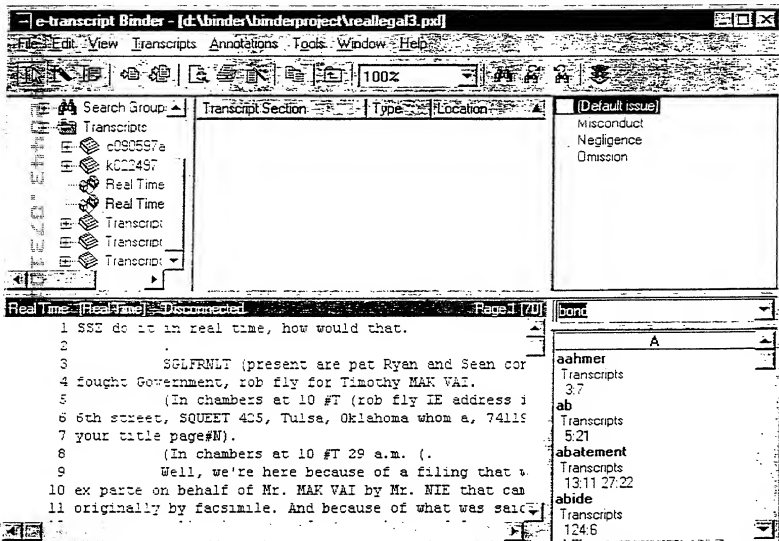 e-transcript Binder - [d:\binder\binderproject\reallegal3.pxl]
File Edit View Transcripts Annotations Tools Window Help
100%
Search Group
Transcripts
c090597a
k022497
Real Time
Real Time
Transcript
Transcript
Transcript
Transcript Section Type Location
(Default issue)
Misconduct
Negligence
Omission
Real Time - [Real-Time] - Disconnected Page 1 [70]
1 SSZ do it in real time, how would that.
2 .
3 SGLFRNLT (present are pat Ryan and Sean con
4 fought Government, rob fly for Timothy MAK VAI.
5 (In chambers at 10 #T (rob fly IE address i
6 6th street, SQUEET 425, Tulsa, Oklahoma whom a, 7411
7 your title page#N).
8 (In chambers at 10 #T 29 a.m. (.
9 Well, we're here because of a filing that
10 ex parte on behalf of Mr. MAK VAI by Mr. NIE that cam
11 originally by facsimile. And because of what was said
bond
A
aahmer
Transcripts
3:7
ab
Transcripts
5:21
abatement
Transcripts
13:11 27:22
abide
Transcripts
124:6